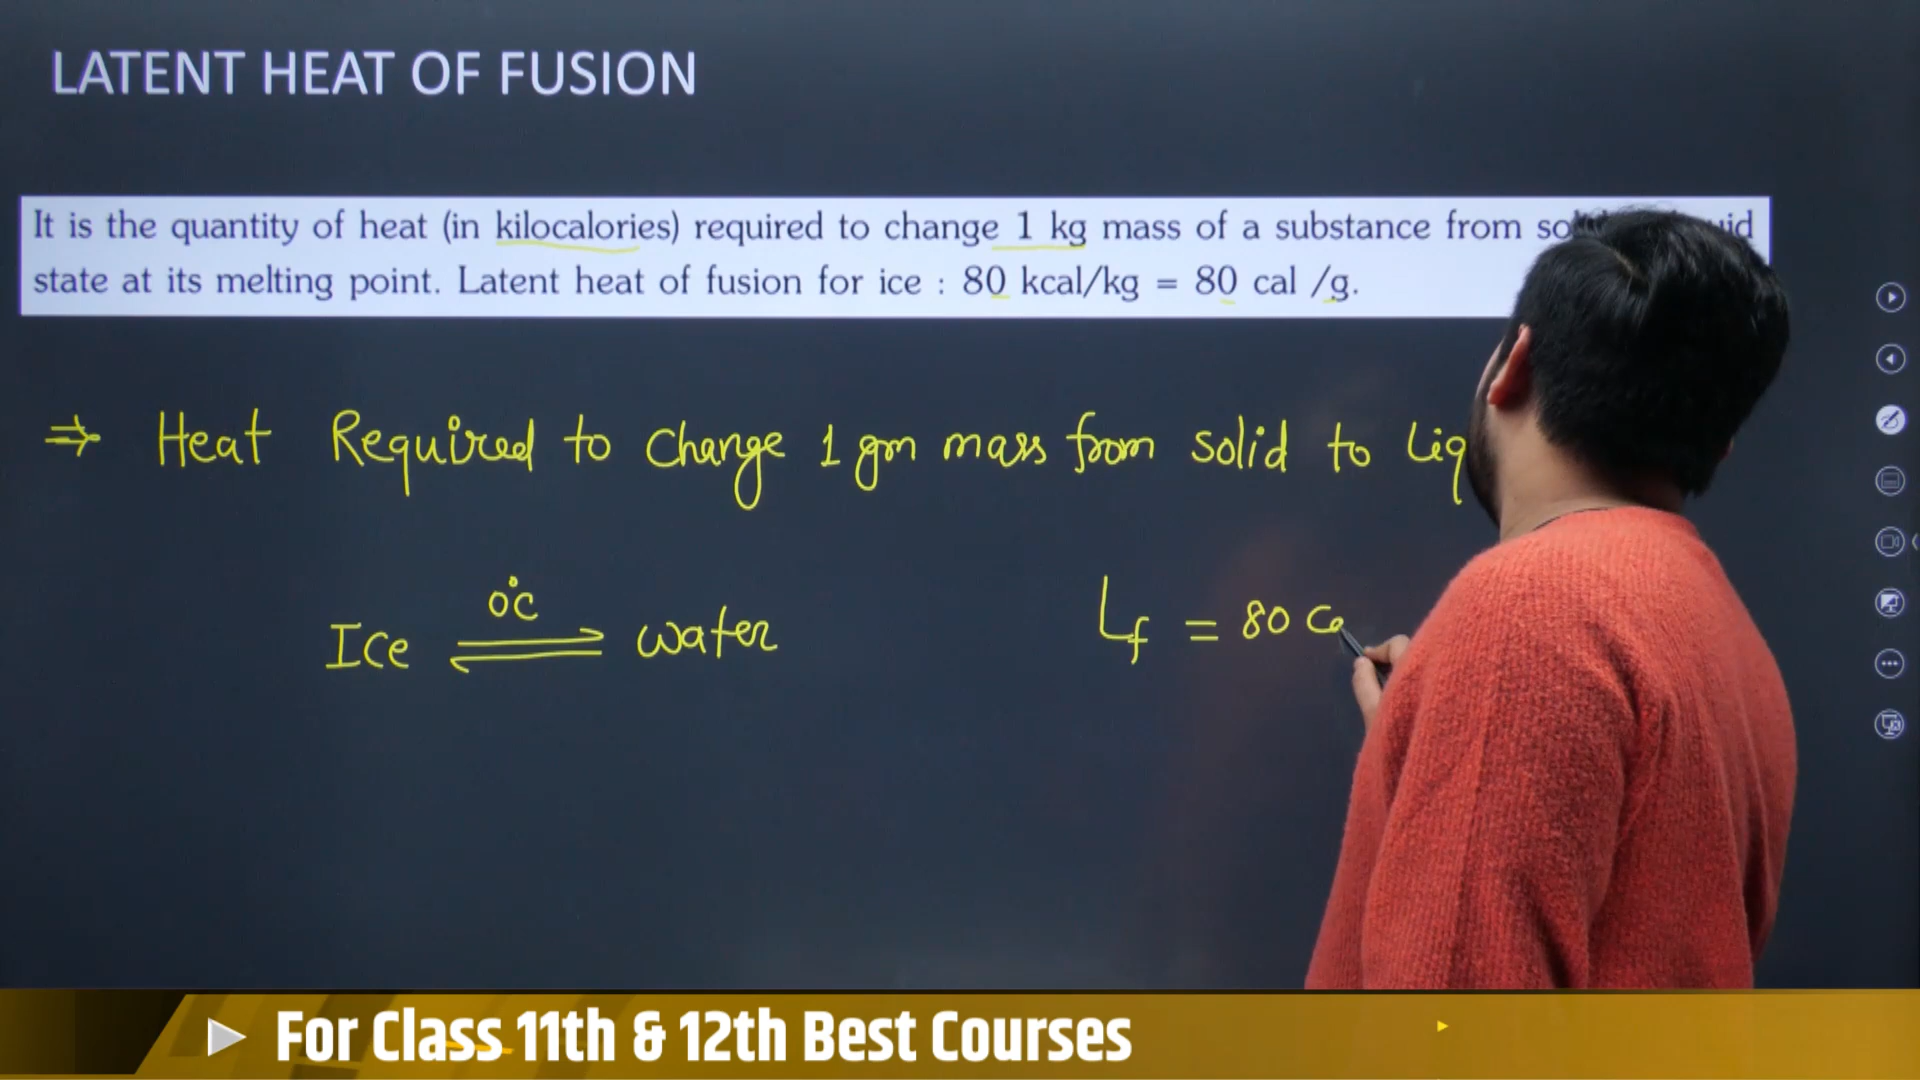 LATENT HEAT OF FUSION
It is the quantity of heat (in kilocalories) required to change 1 kg mass of a substance from
state at its melting point. Latent heat of fusion for ice : 80 kcal/kg = 80 cal /g.
⇒ Heat Required to change 1 gm mass from solid to Liq
0°C
Ice ⇌ water
Lf = 80 Ca
For Class 11th & 12th Best Courses